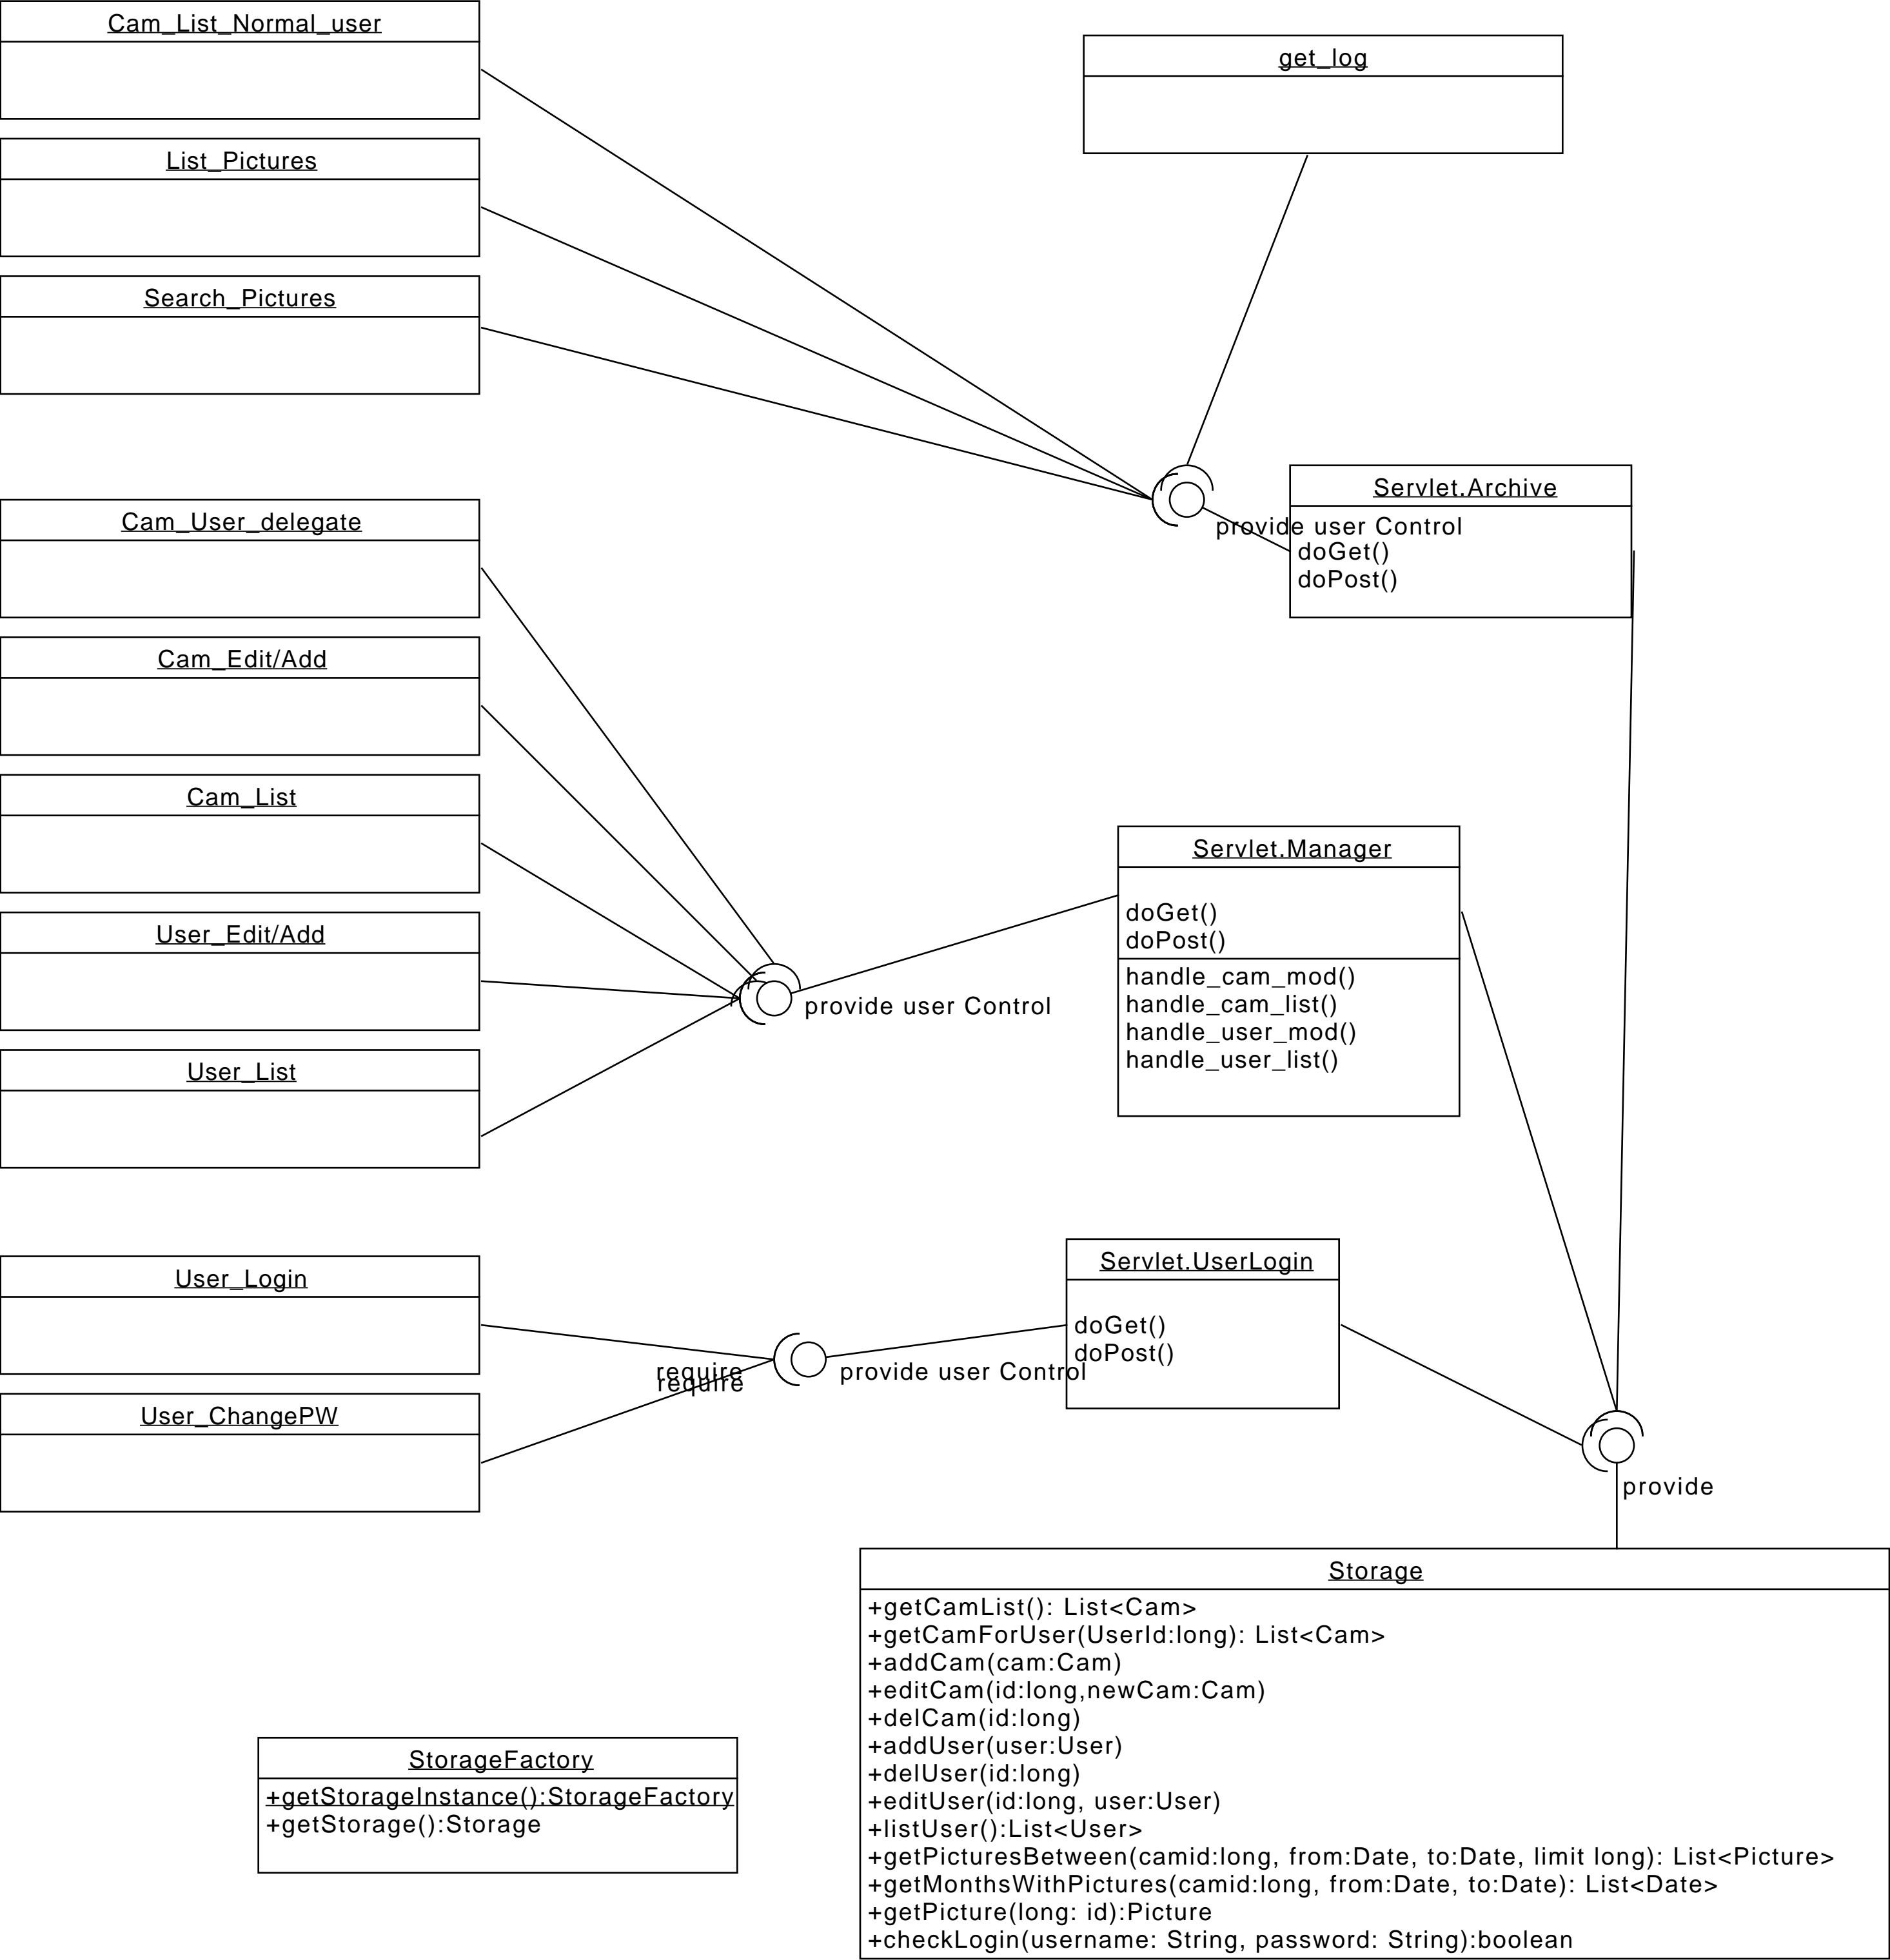 Cam_List_Normal_user
get_log
List_Pictures
Search_Pictures
Servlet.Archive
provide user Control
doGet()
doPost()
Cam_User_delegate
Cam_Edit/Add
Cam_List
Servlet.Manager
doGet()
doPost()
handle_cam_mod()
handle_cam_list()
handle_user_mod()
handle_user_list()
User_Edit/Add
provide user Control
User_List
Servlet.UserLogin
doGet()
doPost()
User_Login
require
require
provide user Control
User_ChangePW
provide
Storage
+getCamList(): List<Cam>
+getCamForUser(UserId:long): List<Cam>
+addCam(cam:Cam)
+editCam(id:long,newCam:Cam)
+delCam(id:long)
+addUser(user:User)
+delUser(id:long)
+editUser(id:long, user:User)
+listUser():List<User>
+getPicturesBetween(camid:long, from:Date, to:Date, limit long): List<Picture>
+getMonthsWithPictures(camid:long, from:Date, to:Date): List<Date>
+getPicture(long: id):Picture
+checkLogin(username: String, password: String):boolean
StorageFactory
+getStorageInstance():StorageFactory
+getStorage():Storage